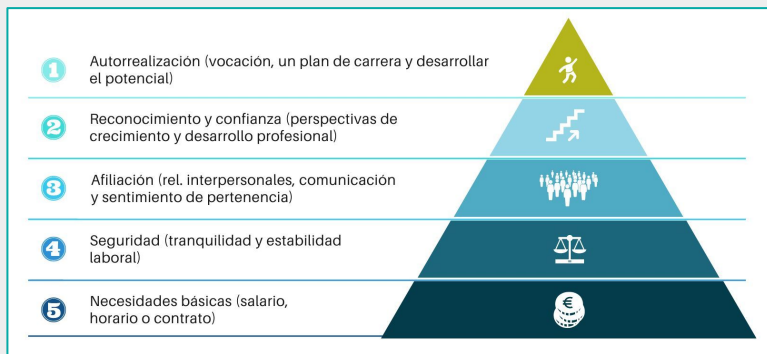 1
Autorrealización (vocación, un plan de carrera y desarrollar
el potencial)
2
Reconocimiento y confianza (perspectivas de
crecimiento y desarrollo profesional)
3
Afiliación (rel. interpersonales, comunicación
y sentimiento de pertenencia)
4
Seguridad (tranquilidad y estabilidad
laboral)
5
Necesidades básicas (salario,
horario o contrato)
€